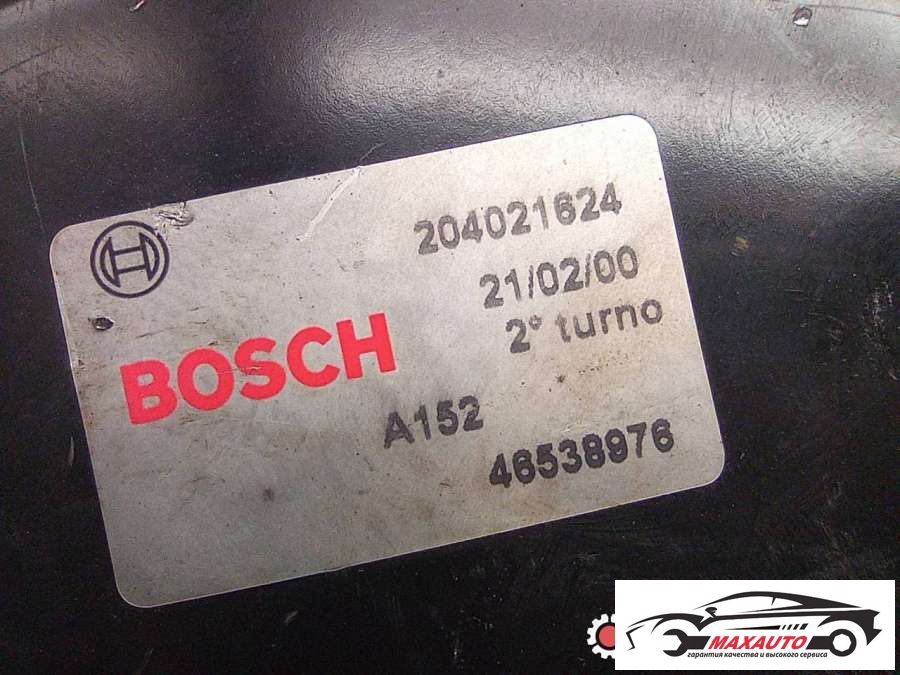 204021624
21/02/00
2° turno
BOSCH
A152
46538976
MAXAUTO
гарантия качества и высокого сервиса